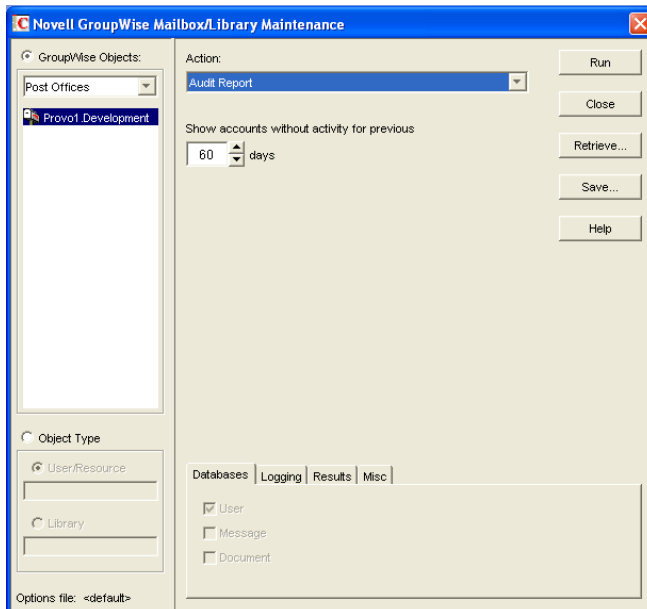 Novell GroupWise Mailbox/Library Maintenance
GroupWise Objects:
Post Offices
Provo1.Development
Action:
Audit Report
Show accounts without activity for previous
60 days
Run
Close
Retrieve...
Save...
Help
Object Type
User/Resource
Library
Databases Logging Results Misc
User
Message
Document
Options file: <default>